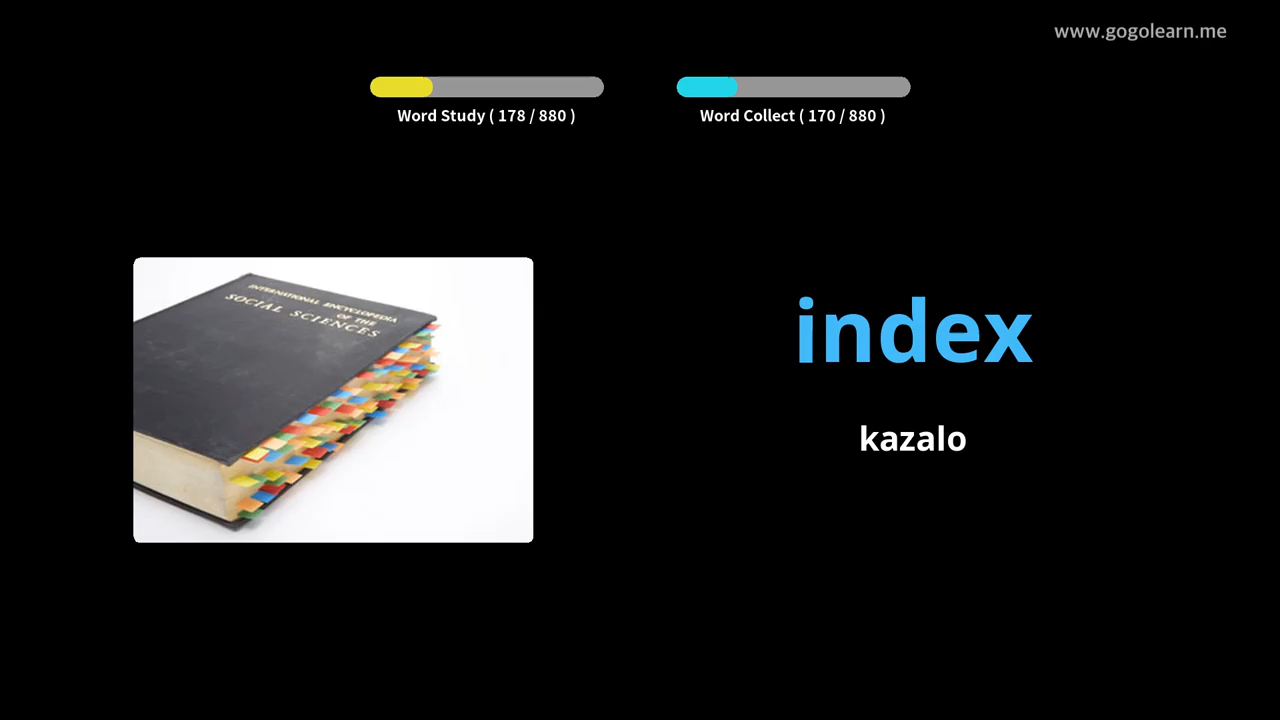 www.gogolearn.me
Word Study ( 178 / 880 )
Word Collect ( 170 / 880 )
INTERNATIONAL ENCYCLOPEDIA
OF THE
SOCIAL SCIENCES
index
kazalo